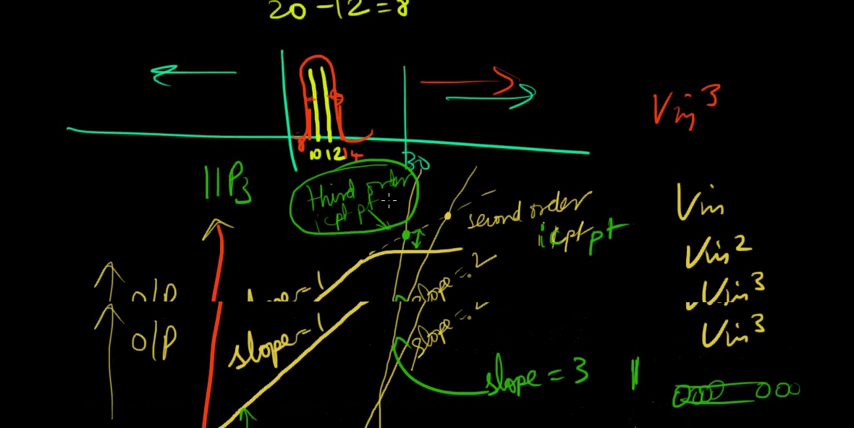 20-12=8
Vin³
8 10 12 14
30
IIP₃
third order
icpt pt
second order
icpt pt
Vin
Vin²
Vin³
Vin³
O/P
O/P
slope=1
slope=1
slope=2
slope=
slope=3